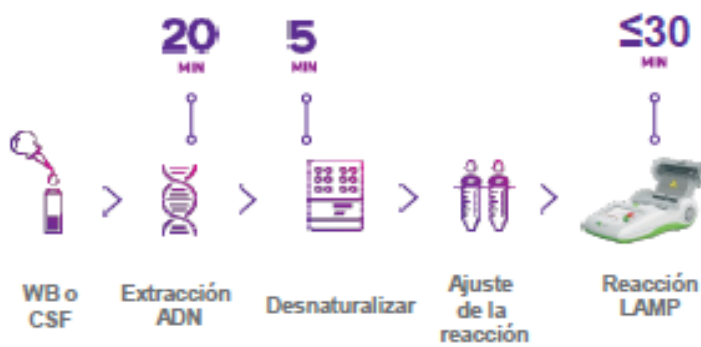 20
MIN
5
MIN
≤30
MIN
WB o
CSF
Extracción
ADN
Desnaturalizar
Ajuste
de la
reacción
Reacción
LAMP